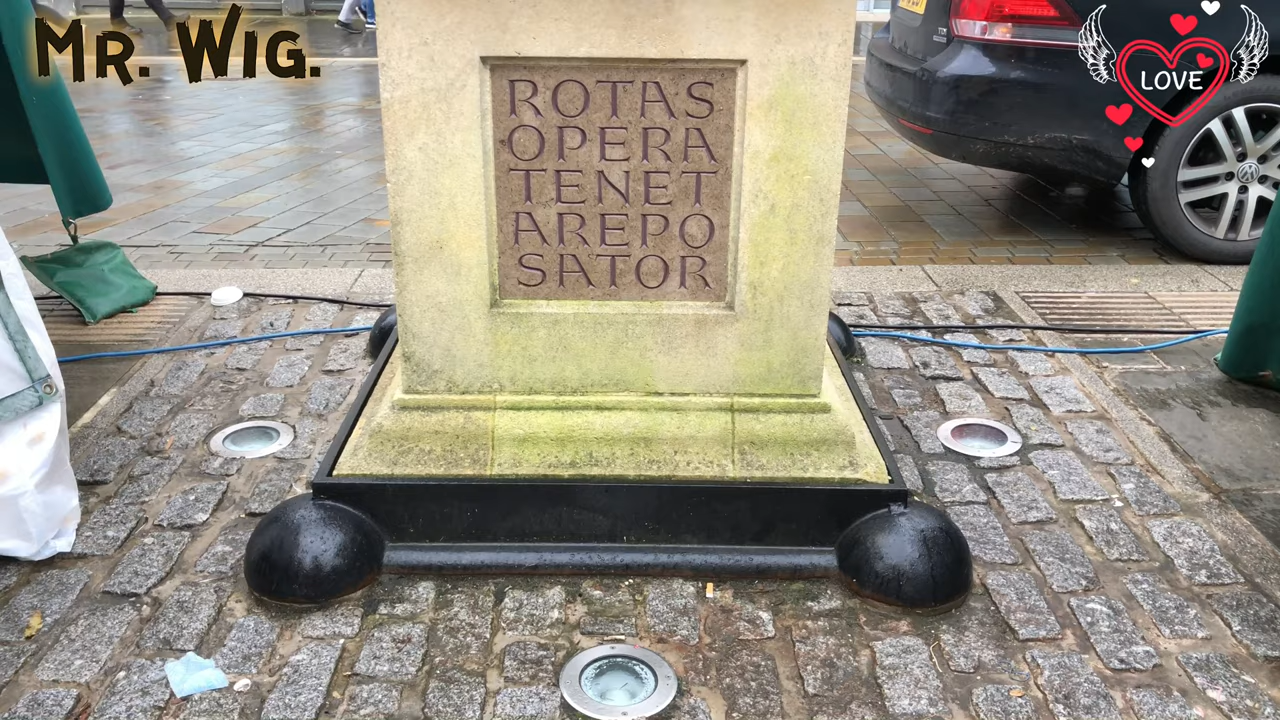 MR. WIG.
LOVE
ROTAS
OPERA
TENET
AREPO
SATOR